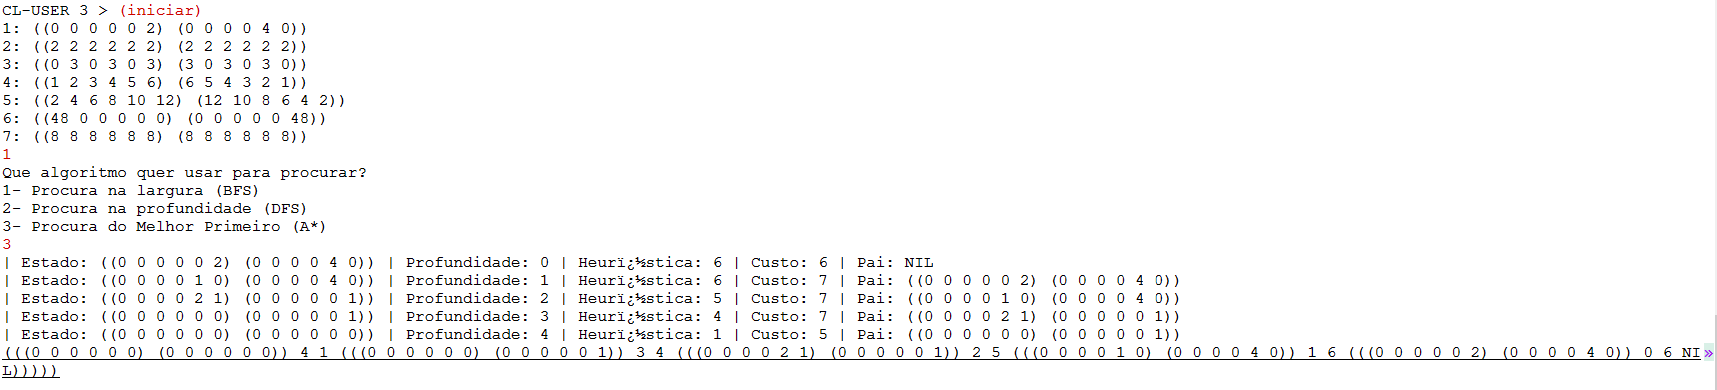 CL-USER 3 > (iniciar)
1: ((0 0 0 0 0 2) (0 0 0 0 4 0))
2: ((2 2 2 2 2 2) (2 2 2 2 2 2))
3: ((0 3 0 3 0 3) (3 0 3 0 3 0))
4: ((1 2 3 4 5 6) (6 5 4 3 2 1))
5: ((2 4 6 8 10 12) (12 10 8 6 4 2))
6: ((48 0 0 0 0 0) (0 0 0 0 0 48))
7: ((8 8 8 8 8 8) (8 8 8 8 8 8))
1
Que algoritmo quer usar para procurar?
1- Procura na largura (BFS)
2- Procura na profundidade (DFS)
3- Procura do Melhor Primeiro (A*)
3
| Estado: ((0 0 0 0 0 2) (0 0 0 0 4 0)) | Profundidade: 0 | Heurï¿½stica: 6 | Custo: 6 | Pai: NIL
| Estado: ((0 0 0 0 1 0) (0 0 0 0 4 0)) | Profundidade: 1 | Heurï¿½stica: 6 | Custo: 7 | Pai: ((0 0 0 0 0 2) (0 0 0 0 4 0))
| Estado: ((0 0 0 0 2 1) (0 0 0 0 0 1)) | Profundidade: 2 | Heurï¿½stica: 5 | Custo: 7 | Pai: ((0 0 0 0 1 0) (0 0 0 0 4 0))
| Estado: ((0 0 0 0 0 0) (0 0 0 0 0 1)) | Profundidade: 3 | Heurï¿½stica: 4 | Custo: 7 | Pai: ((0 0 0 0 2 1) (0 0 0 0 0 1))
| Estado: ((0 0 0 0 0 0) (0 0 0 0 0 0)) | Profundidade: 4 | Heurï¿½stica: 1 | Custo: 5 | Pai: ((0 0 0 0 0 0) (0 0 0 0 0 1))
(((0 0 0 0 0 0) (0 0 0 0 0 0)) 4 1 (((0 0 0 0 0 0) (0 0 0 0 0 1)) 3 4 (((0 0 0 0 2 1) (0 0 0 0 0 1)) 2 5 (((0 0 0 0 1 0) (0 0 0 0 4 0)) 1 6 (((0 0 0 0 0 2) (0 0 0 0 4 0)) 0 6 NI»
L)))))